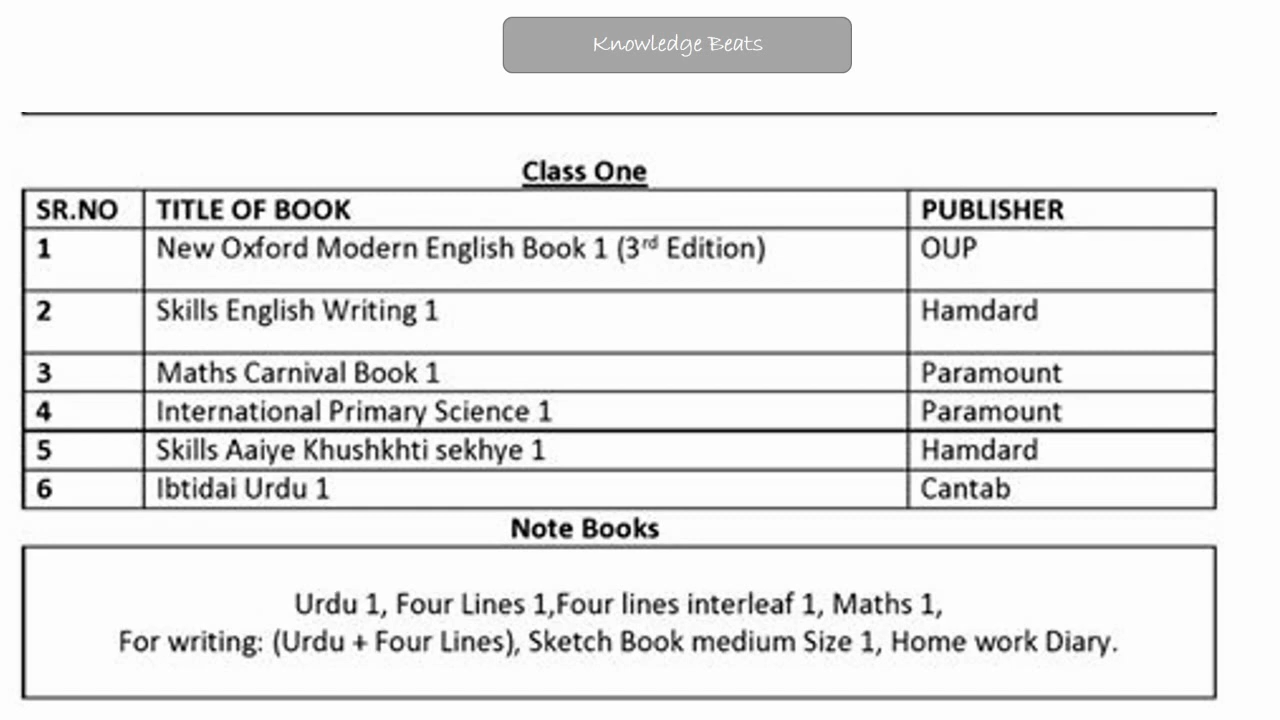 Knowledge Beats
Class One
SR.NO TITLE OF BOOK PUBLISHER
1 New Oxford Modern English Book 1 (3rd Edition) OUP
2 Skills English Writing 1 Hamdard
3 Maths Carnival Book 1 Paramount
4 International Primary Science 1 Paramount
5 Skills Aaiye Khushkhti sekhye 1 Hamdard
6 Ibtidai Urdu 1 Cantab
Note Books
Urdu 1, Four Lines 1,Four lines interleaf 1, Maths 1,
For writing: (Urdu + Four Lines), Sketch Book medium Size 1, Home work Diary.